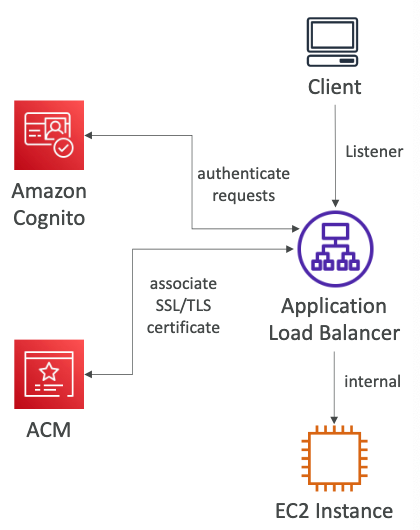 Client
Listener
Amazon
Cognito
authenticate
requests
associate
SSL/TLS
certificate
Application
Load Balancer
ACM
internal
EC2 Instance